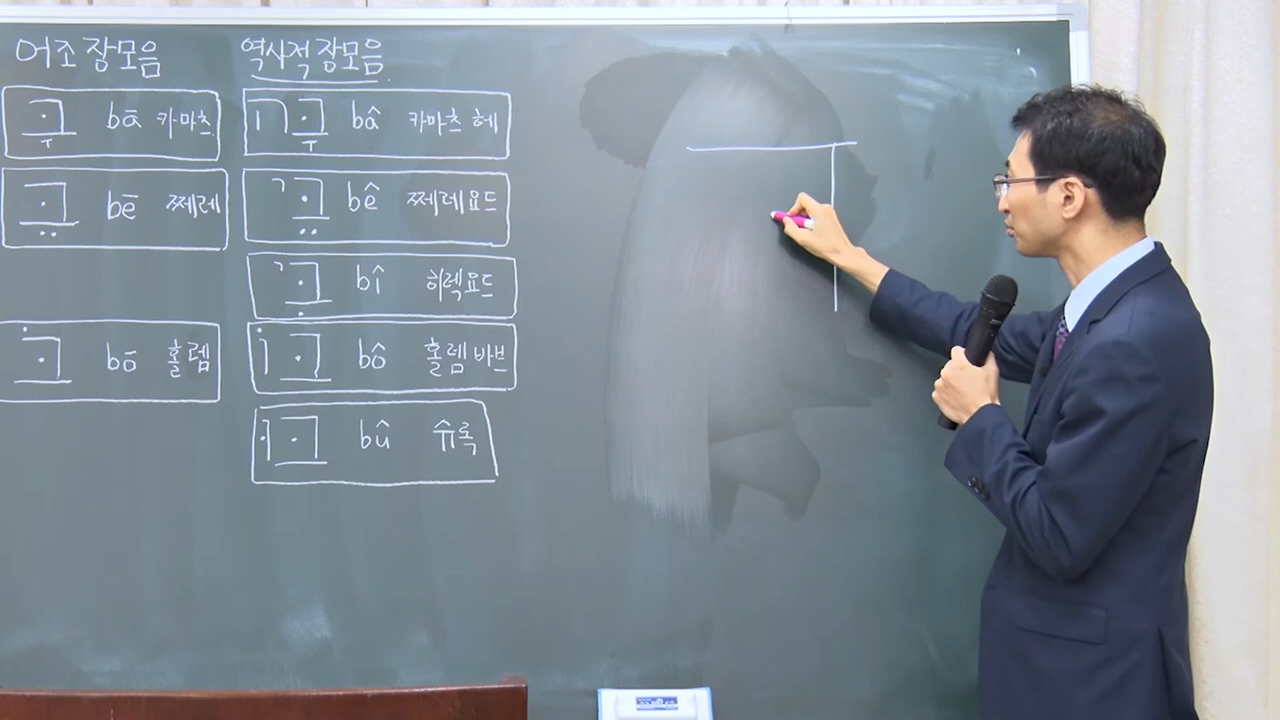 어조장모음
בָּ bā 카마츠
בֵּ bē 쩨레
בֹּ bō 홀렘
역사적장모음
בָּה bâ 카마츠 헤
בֵּי bê 쩨레요드
בִּי bî 히렉요드
בּוֹ bô 홀렘 바브
בּוּ bû 슈룩